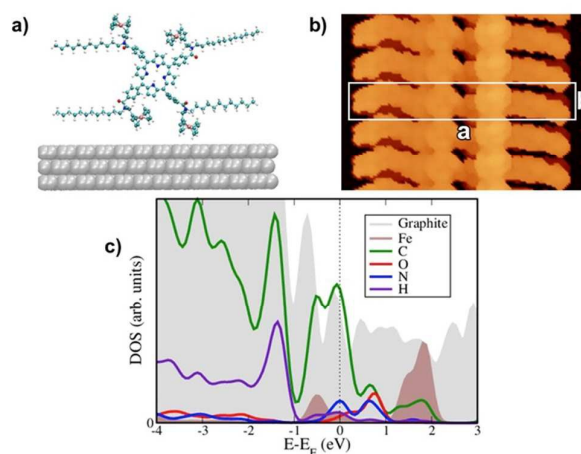 a)
b)
a
c)
DOS (arb. units)
Graphite
Fe
C
O
N
H
0
-4 -3 -2 -1 0 1 2 3
E-E_F (eV)